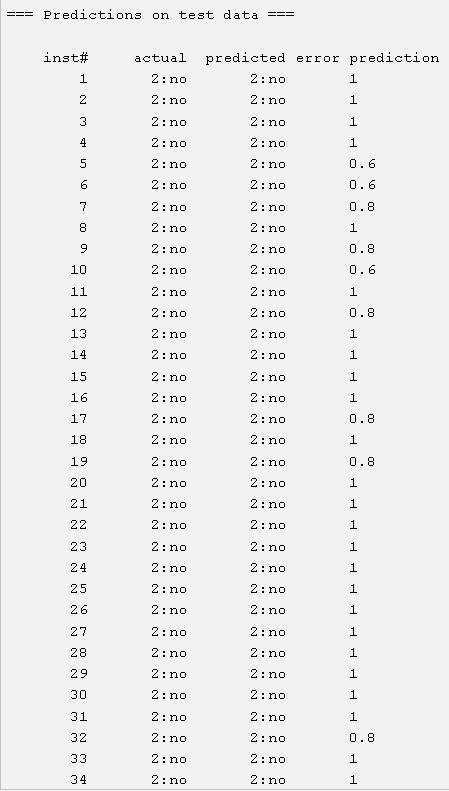 === Predictions on test data ===
inst# actual predicted error prediction
1 2:no 2:no 1
2 2:no 2:no 1
3 2:no 2:no 1
4 2:no 2:no 1
5 2:no 2:no 0.6
6 2:no 2:no 0.6
7 2:no 2:no 0.8
8 2:no 2:no 1
9 2:no 2:no 0.8
10 2:no 2:no 0.6
11 2:no 2:no 1
12 2:no 2:no 0.8
13 2:no 2:no 1
14 2:no 2:no 1
15 2:no 2:no 1
16 2:no 2:no 1
17 2:no 2:no 0.8
18 2:no 2:no 1
19 2:no 2:no 0.8
20 2:no 2:no 1
21 2:no 2:no 1
22 2:no 2:no 1
23 2:no 2:no 1
24 2:no 2:no 1
25 2:no 2:no 1
26 2:no 2:no 1
27 2:no 2:no 1
28 2:no 2:no 1
29 2:no 2:no 1
30 2:no 2:no 1
31 2:no 2:no 1
32 2:no 2:no 0.8
33 2:no 2:no 1
34 2:no 2:no 1